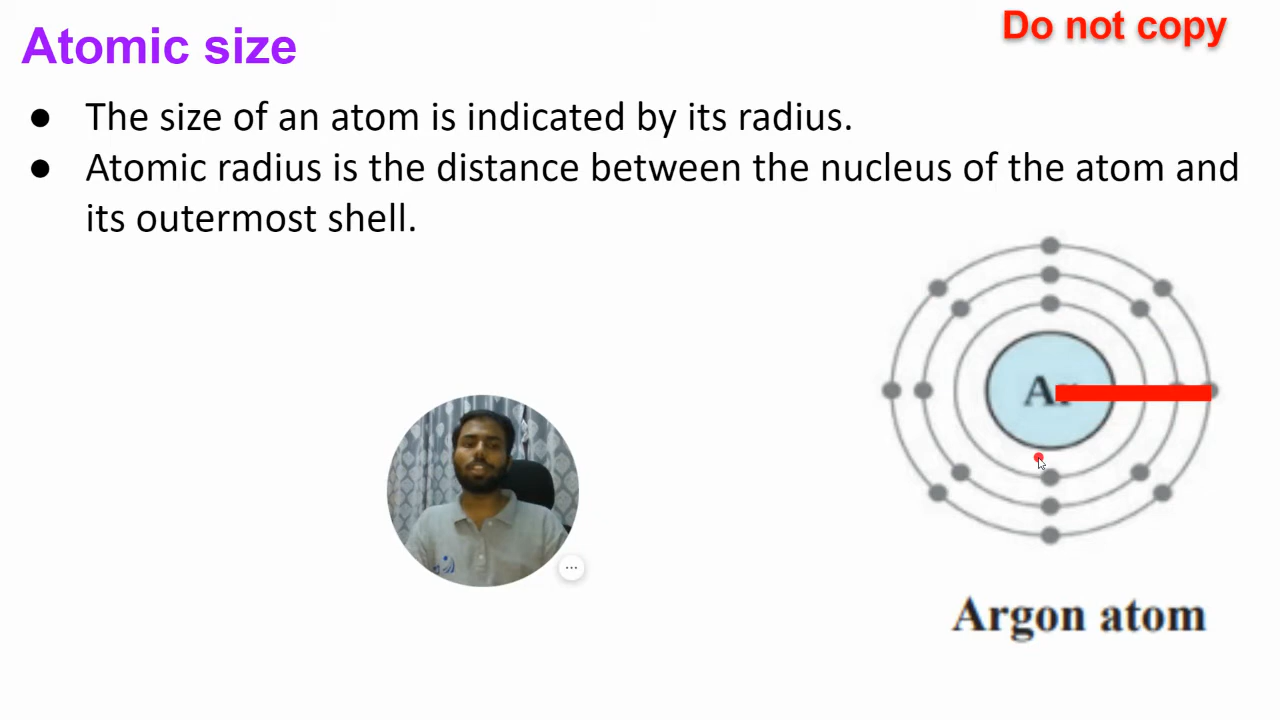 Atomic size
Do not copy
● The size of an atom is indicated by its radius.
● Atomic radius is the distance between the nucleus of the atom and
its outermost shell.
Ar
Argon atom